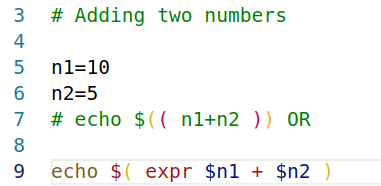 3 # Adding two numbers
4
5 n1=10
6 n2=5
7 # echo $(( n1+n2 )) OR
8
9 echo $( expr $n1 + $n2 )